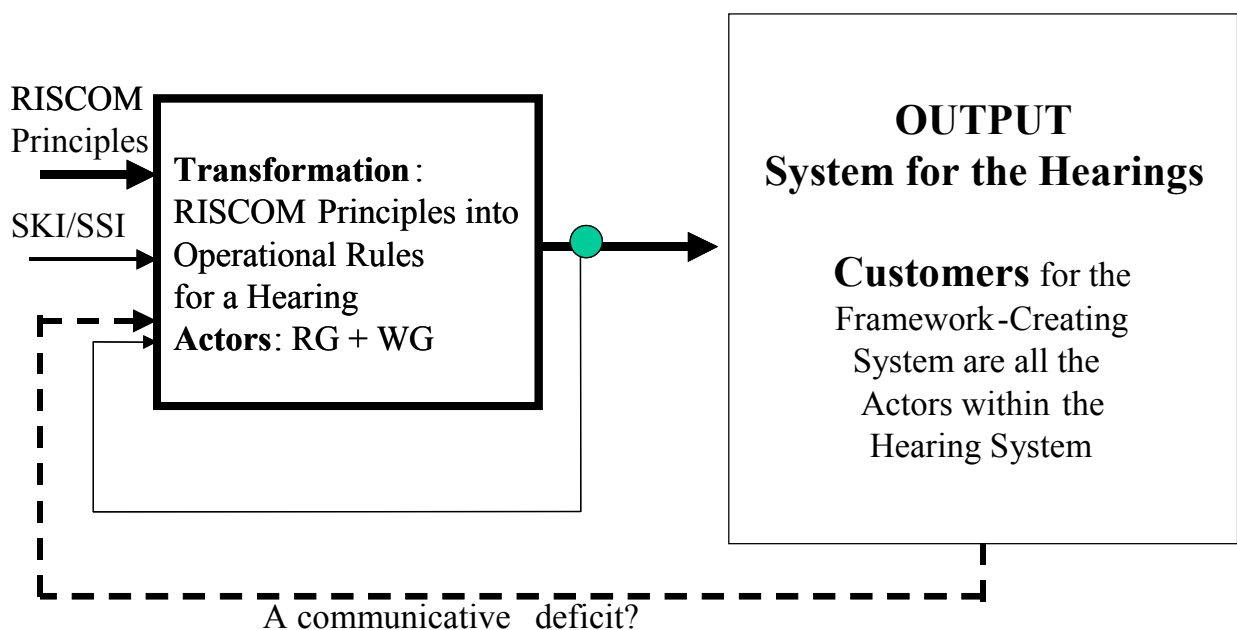 RISCOM
Principles
SKI/SSI
Transformation:
RISCOM Principles into
Operational Rules
for a Hearing
Actors: RG + WG
OUTPUT
System for the Hearings
Customers for the
Framework-Creating
System are all the
Actors within the
Hearing System
A communicative deficit?